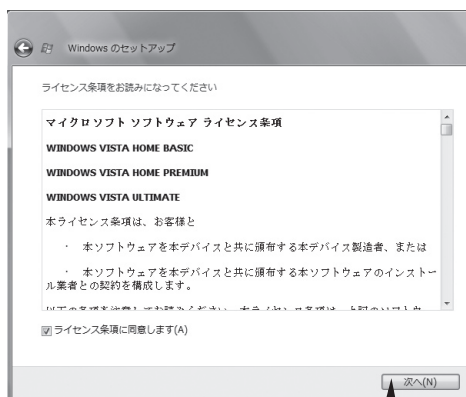 Windows のセットアップ
ライセンス条項をお読みになってください
マイクロソフト ソフトウェア ライセンス条項
WINDOWS VISTA HOME BASIC
WINDOWS VISTA HOME PREMIUM
WINDOWS VISTA ULTIMATE
本ライセンス条項は、お客様と
・ 本ソフトウェアを本デバイスと共に頒布する本デバイス製造者、または
・ 本ソフトウェアを本デバイスと共に頒布する本ソフトウェアのインストー
ル業者との契約を構成します。
ライセンス条項に同意します(A)
次へ(N)